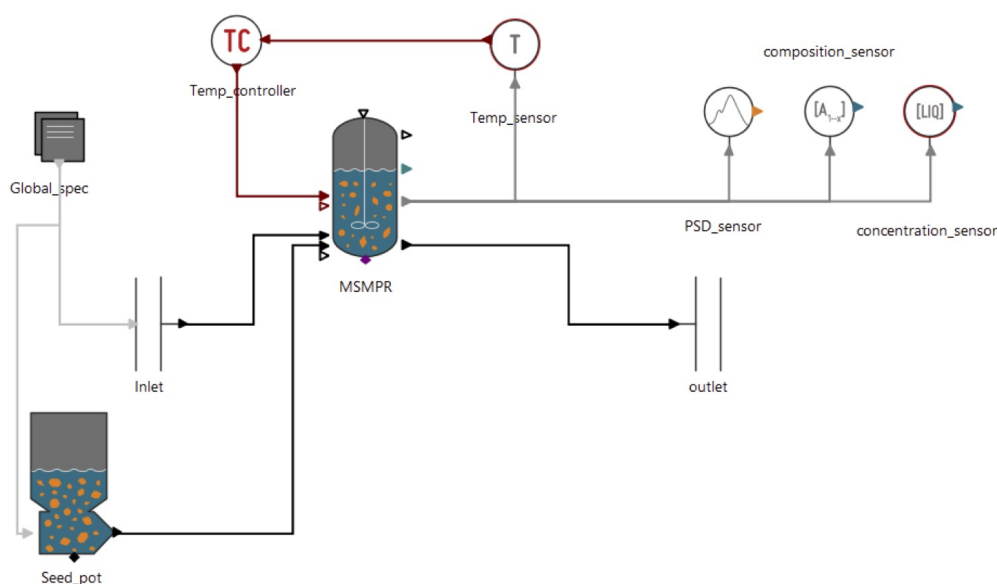 TC
T
composition_sensor
Temp_controller
Temp_sensor
[A₁₋ₓ]
[LIQ]
Global_spec
PSD_sensor
concentration_sensor
MSMPR
Inlet
outlet
Seed_pot